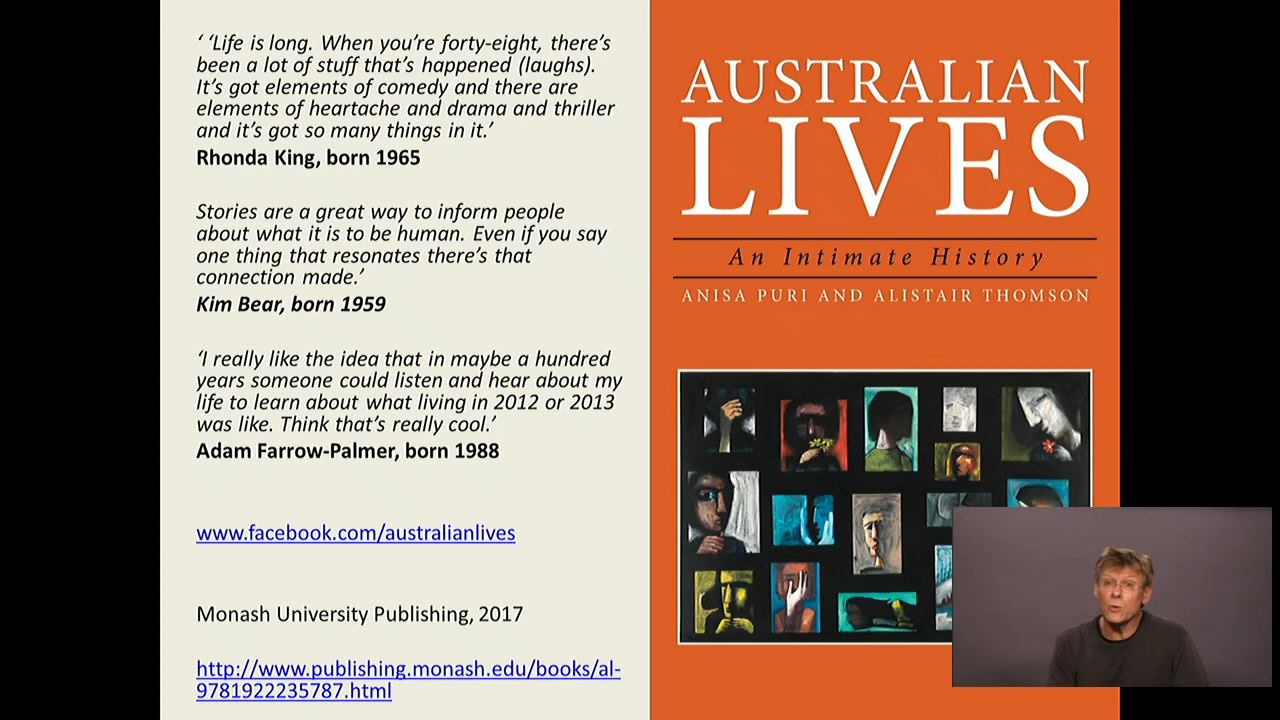 ‘ ‘Life is long. When you’re forty-eight, there’s
been a lot of stuff that’s happened (laughs).
It’s got elements of comedy and there are
elements of heartache and drama and thriller
and it’s got so many things in it.’
Rhonda King, born 1965
Stories are a great way to inform people
about what it is to be human. Even if you say
one thing that resonates there’s that
connection made.’
Kim Bear, born 1959
‘I really like the idea that in maybe a hundred
years someone could listen and hear about my
life to learn about what living in 2012 or 2013
was like. Think that’s really cool.’
Adam Farrow-Palmer, born 1988
www.facebook.com/australianlives
Monash University Publishing, 2017
http://www.publishing.monash.edu/books/al-
9781922235787.html
AUSTRALIAN
LIVES
An Intimate History
ANISA PURI AND ALISTAIR THOMSON